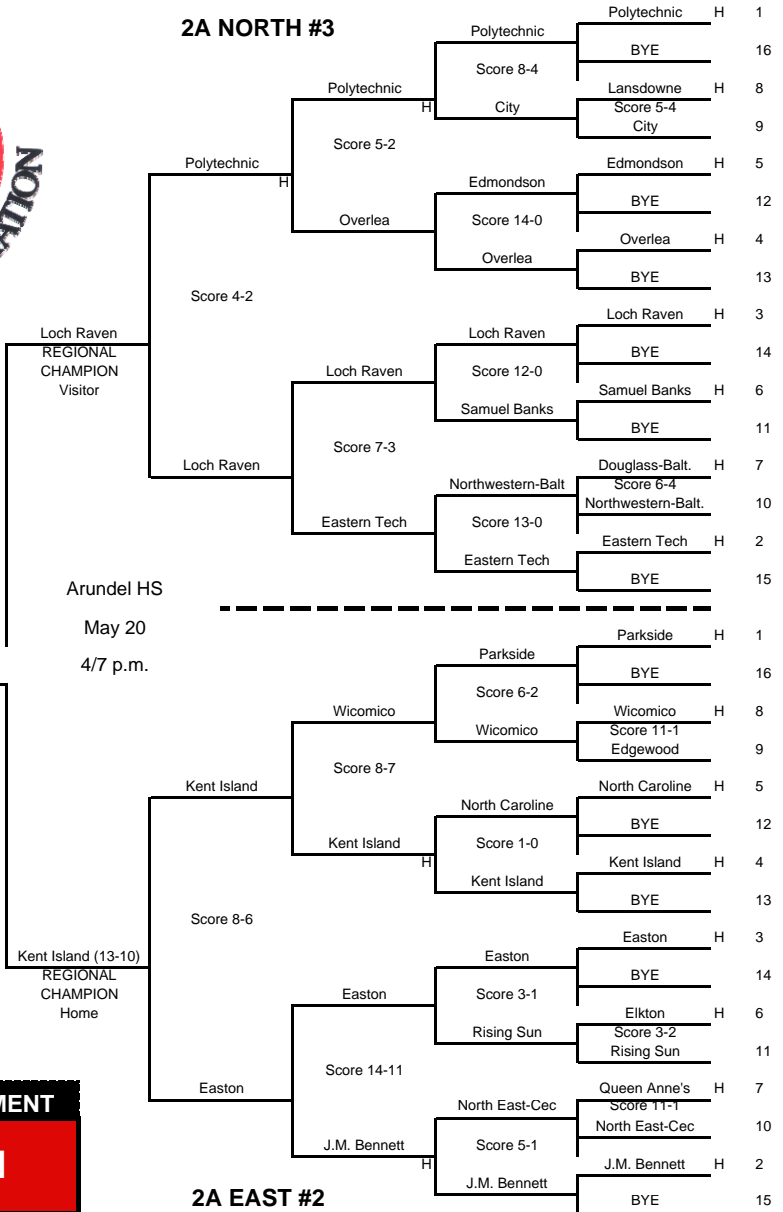 2A NORTH #3
Polytechnic H 1
Polytechnic
BYE 16
Score 8-4
Polytechnic
H
Lansdowne H 8
City
Score 5-4
City 9
Score 5-2
Polytechnic
H
Edmondson H 5
Edmondson
BYE 12
Overlea
Score 14-0
Overlea H 4
Overlea
BYE 13
Score 4-2
Loch Raven H 3
Loch Raven
REGIONAL
CHAMPION
Visitor
Loch Raven
BYE 14
Loch Raven
Score 12-0
Samuel Banks H 6
Samuel Banks
BYE 11
Score 7-3
Loch Raven
Douglass-Balt. H 7
Northwestern-Balt
Score 6-4
Northwestern-Balt. 10
Eastern Tech
Score 13-0
Eastern Tech H 2
Eastern Tech
BYE 15
Arundel HS
May 20
4/7 p.m.
Parkside H 1
Parkside
BYE 16
Score 6-2
Wicomico
Wicomico H 8
Wicomico
Score 11-1
Edgewood 9
Score 8-7
Kent Island
North Caroline H 5
North Caroline
BYE 12
Kent Island
H
Score 1-0
Kent Island H 4
Kent Island
BYE 13
Score 8-6
Easton H 3
Kent Island (13-10)
REGIONAL
CHAMPION
Home
Easton
BYE 14
Easton
Score 3-1
Elkton H 6
Rising Sun
Score 3-2
Rising Sun 11
Score 14-11
Easton
Queen Anne's H 7
North East-Cec
Score 11-1
North East-Cec 10
J.M. Bennett
H
Score 5-1
J.M. Bennett H 2
J.M. Bennett
BYE 15
2A EAST #2